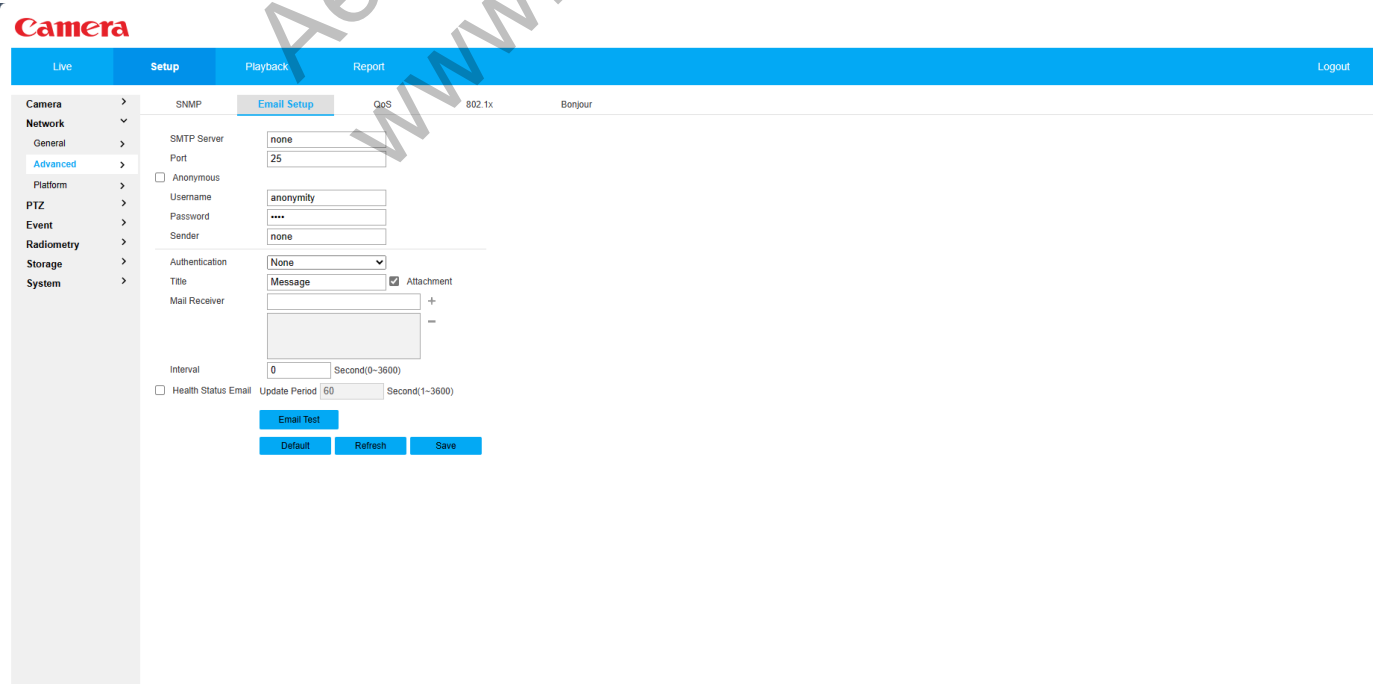 Camera
Live Setup Playback Report Logout
Camera
Network
General
Advanced
Platform
PTZ
Event
Radiometry
Storage
System
SNMP Email Setup QoS 802.1x Bonjour
SMTP Server none
Port 25
Anonymous
Username anonymity
Password ••••
Sender none
Authentication None
Title Message Attachment
Mail Receiver +
−
Interval 0 Second(0~3600)
Health Status Email Update Period 60 Second(1~3600)
Email Test
Default Refresh Save